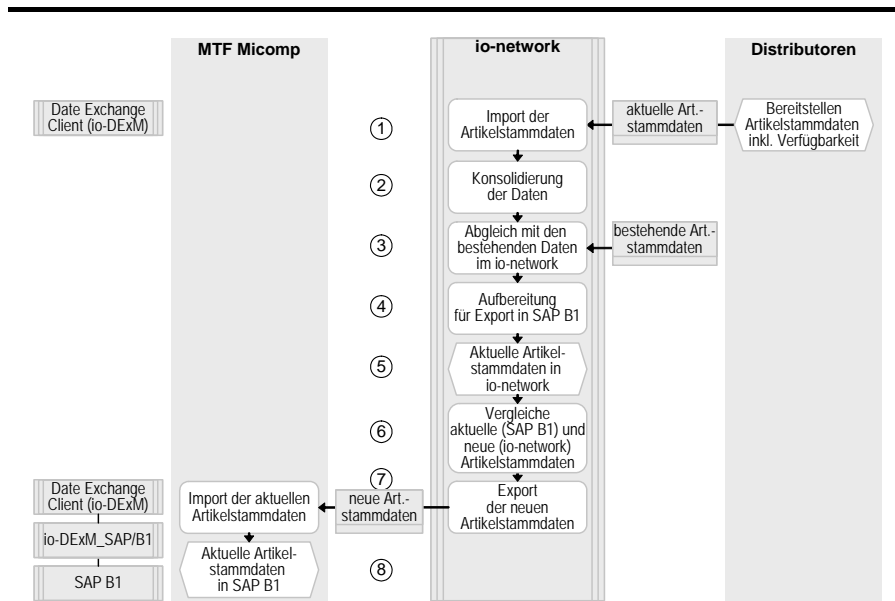 MTF Micomp
io-network
Distributoren
Date Exchange
Client (io-DExM)
1
Import der
Artikelstammdaten
aktuelle Art.-
stammdaten
Bereitstellen
Artikelstammdaten
inkl. Verfügbarkeit
2
Konsolidierung
der Daten
3
Abgleich mit den
bestehenden Daten
im io-network
bestehende Art.-
stammdaten
4
Aufbereitung
für Export in SAP B1
5
Aktuelle Artikel-
stammdaten in
io-network
6
Vergleiche
aktuelle (SAP B1) und
neue (io-network)
Artikelstammdaten
7
Date Exchange
Client (io-DExM)
Import der aktuellen
Artikelstammdaten
neue Art.-
stammdaten
Export
der neuen
Artikelstammdaten
io-DExM_SAP/B1
SAP B1
Aktuelle Artikel-
stammdaten
in SAP B1
8